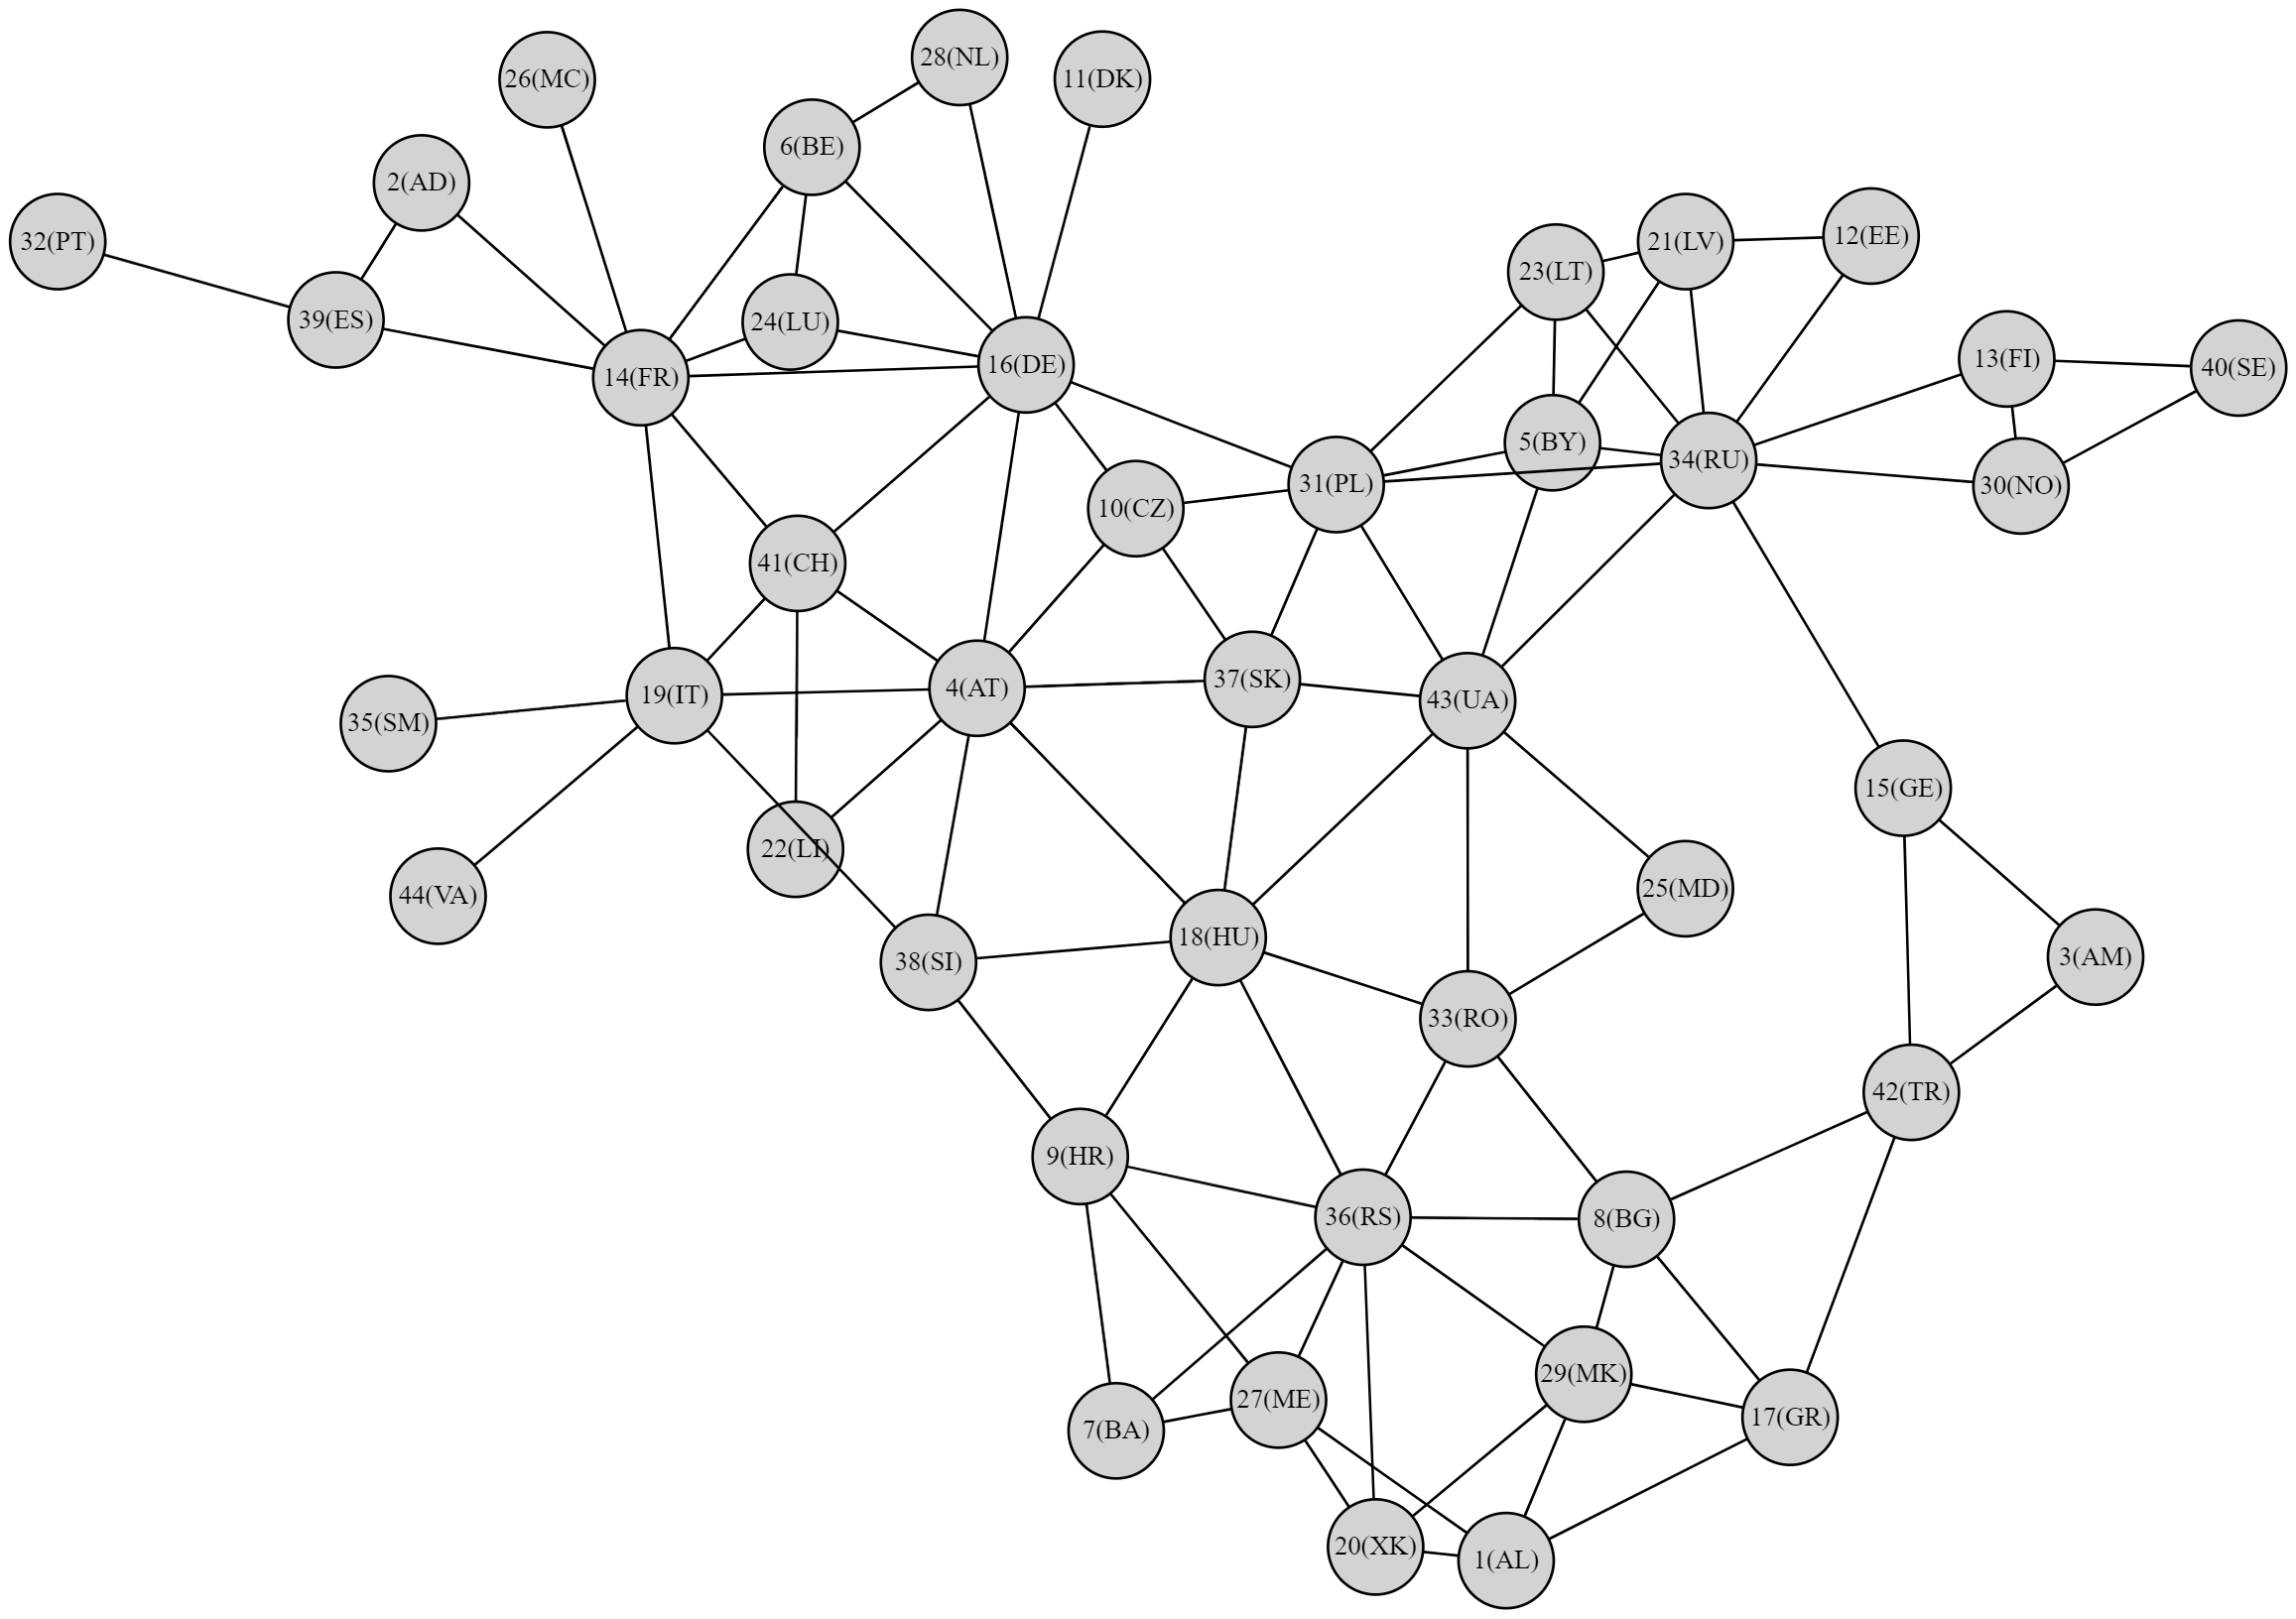 28(NL)
26(MC)
11(DK)
6(BE)
2(AD)
32(PT)
21(LV)
12(EE)
23(LT)
39(ES)
24(LU)
13(FI)
40(SE)
14(FR)
16(DE)
5(BY)
34(RU)
31(PL)
30(NO)
10(CZ)
41(CH)
37(SK)
4(AT)
19(IT)
43(UA)
35(SM)
15(GE)
22(LI)
25(MD)
44(VA)
18(HU)
3(AM)
38(SI)
33(RO)
42(TR)
9(HR)
36(RS)
8(BG)
29(MK)
27(ME)
17(GR)
7(BA)
20(XK)
1(AL)